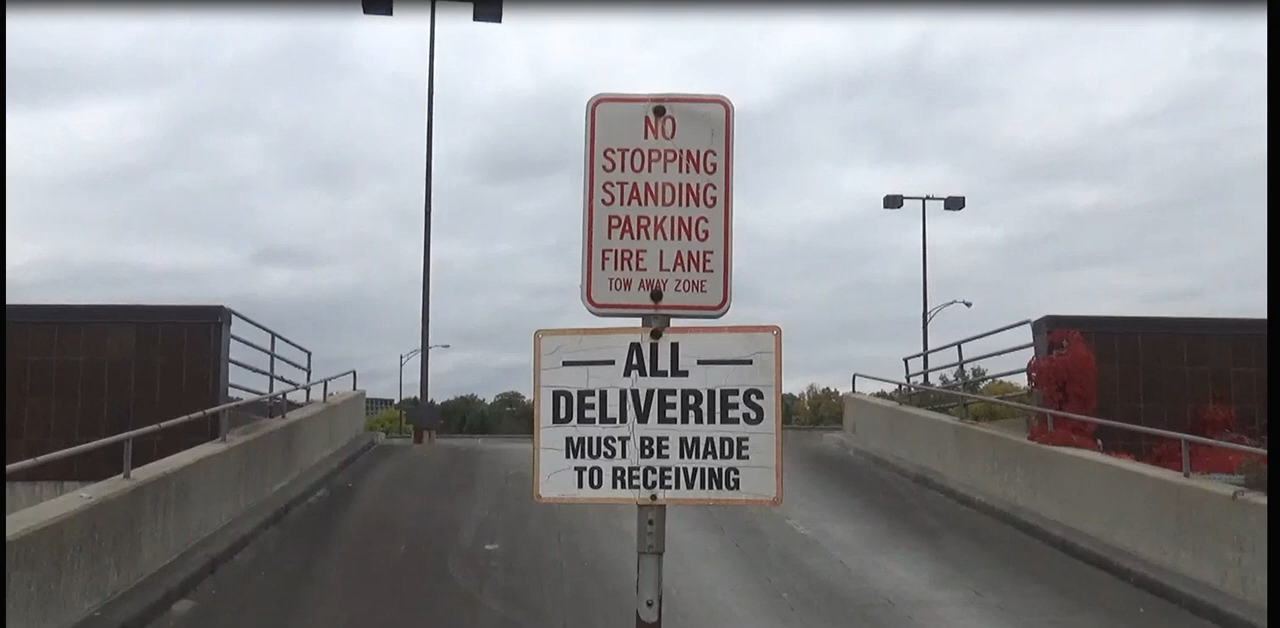 NO
STOPPING
STANDING
PARKING
FIRE LANE
TOW AWAY ZONE
ALL
DELIVERIES
MUST BE MADE
TO RECEIVING